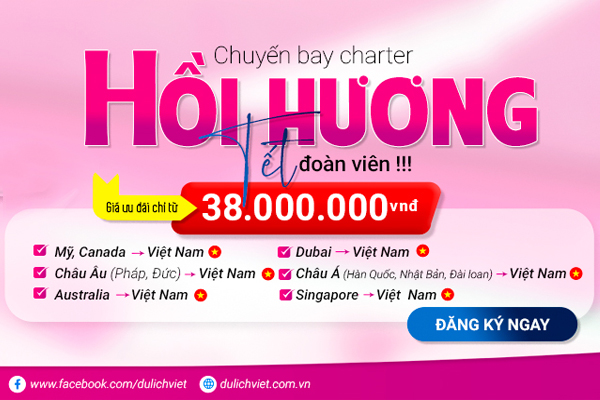 Chuyến bay charter
HỒI HƯƠNG
Tết
đoàn viên !!!
Giá ưu đãi chỉ từ
38.000.000vnđ
Mỹ, Canada → Việt Nam
Dubai → Việt Nam
Châu Âu (Pháp, Đức) → Việt Nam
Châu Á (Hàn Quốc, Nhật Bản, Đài loan) → Việt Nam
Australia → Việt Nam
Singapore → Việt Nam
ĐĂNG KÝ NGAY
www.facebook.com/dulichviet
dulichviet.com.vn